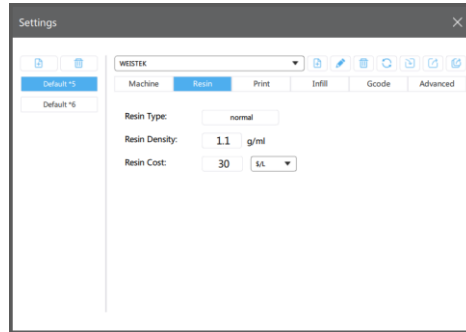 Settings
WEISTEK
Default *5
Machine Resin Print Infill Gcode Advanced
Default *6
Resin Type: normal
Resin Density: 1.1 g/ml
Resin Cost: 30 $/L